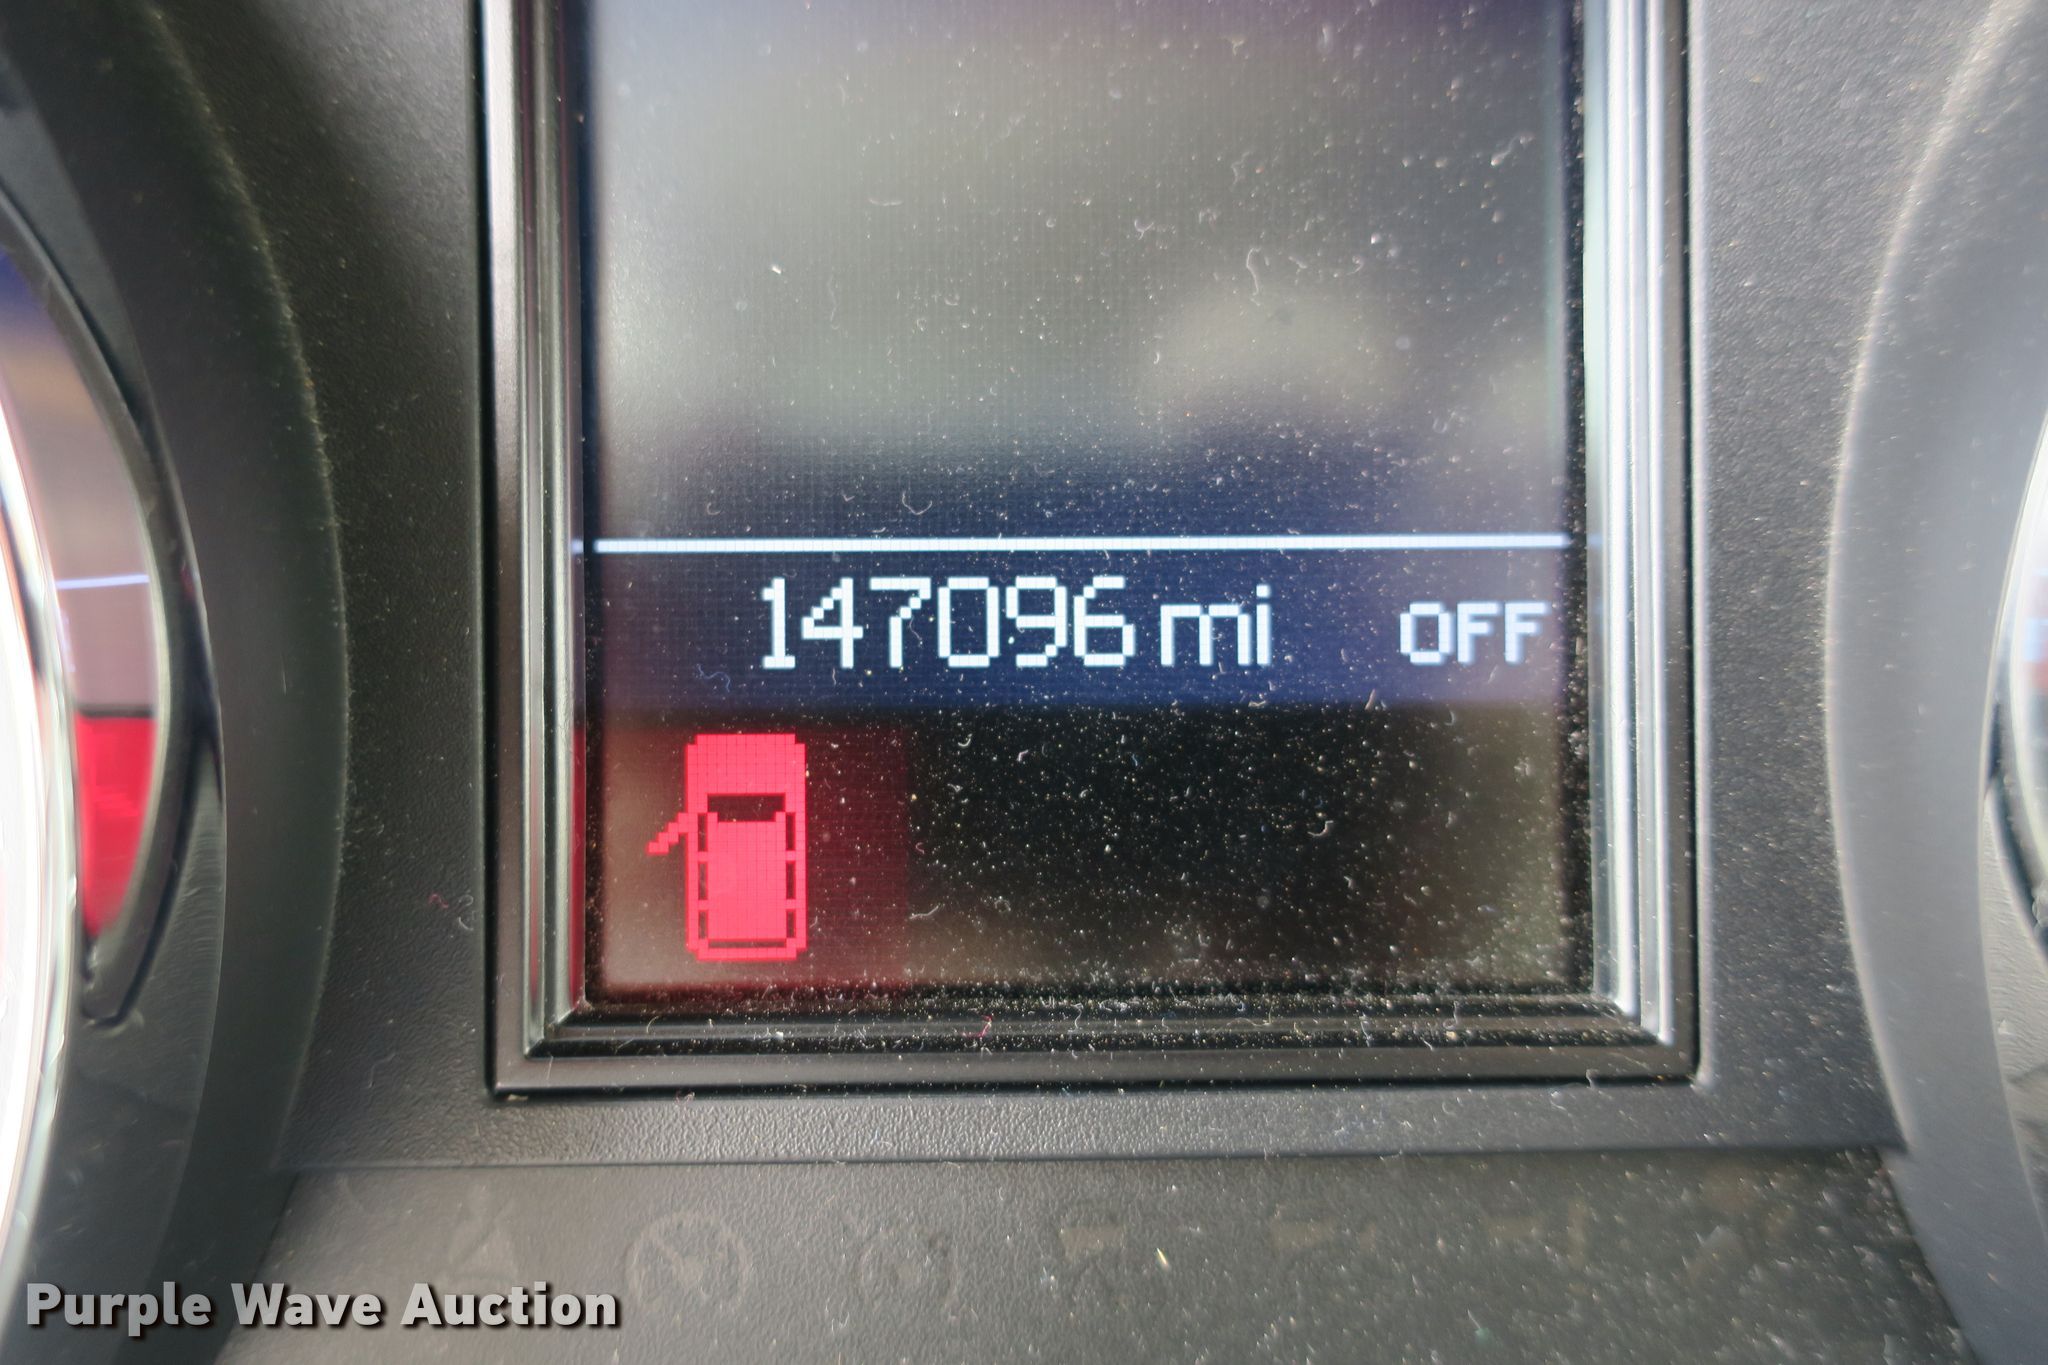 147096 mi OFF
Purple Wave Auction